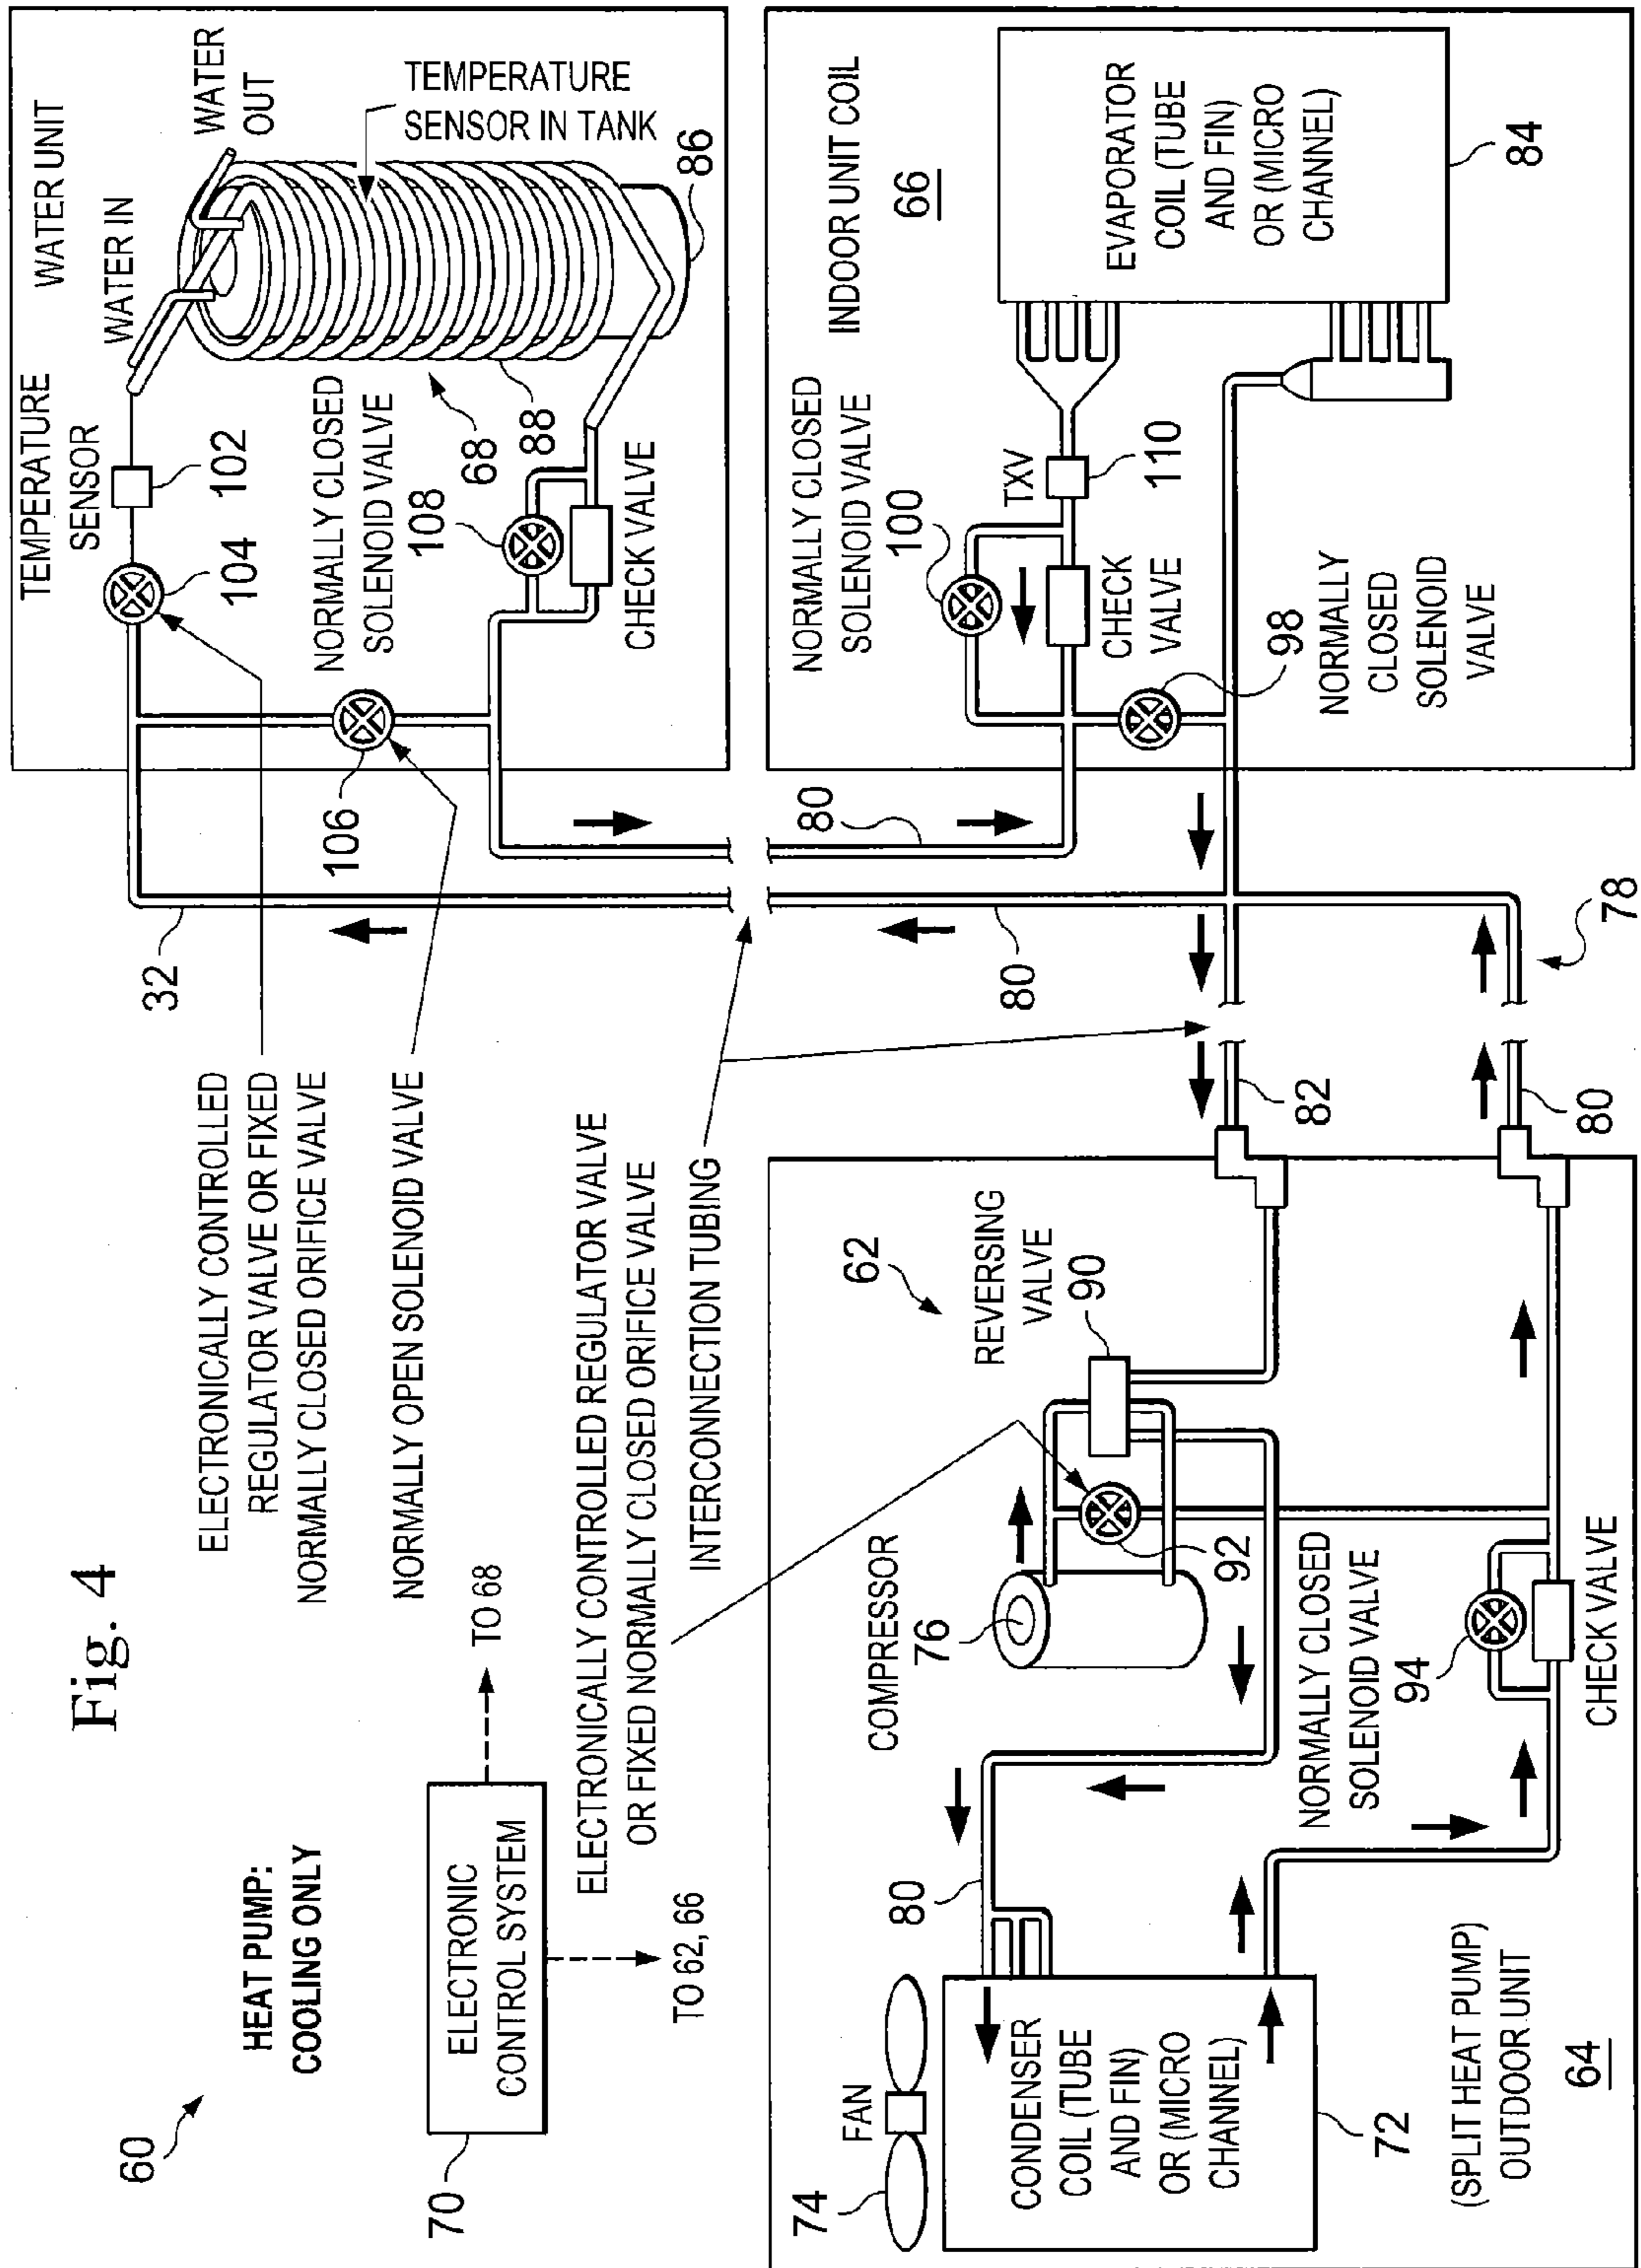 Fig. 4
60
HEAT PUMP:
COOLING ONLY
70
ELECTRONIC
CONTROL SYSTEM
TO 68
TO 62, 66
ELECTRONICALLY CONTROLLED
REGULATOR VALVE OR FIXED
NORMALLY CLOSED ORIFICE VALVE
NORMALLY OPEN SOLENOID VALVE
ELECTRONICALLY CONTROLLED REGULATOR VALVE
OR FIXED NORMALLY CLOSED ORIFICE VALVE
INTERCONNECTION TUBING
32
106
80
80
82
80
78
WATER UNIT
TEMPERATURE
SENSOR
102
104
WATER IN
WATER
OUT
TEMPERATURE
SENSOR IN TANK
NORMALLY CLOSED
SOLENOID VALVE
108
68
88
86
CHECK VALVE
INDOOR UNIT COIL
66
NORMALLY CLOSED
SOLENOID VALVE
100
TXV
110
CHECK
VALVE
98
NORMALLY
CLOSED
SOLENOID
VALVE
EVAPORATOR
COIL (TUBE
AND FIN)
OR (MICRO
CHANNEL)
84
74
FAN
CONDENSER
COIL (TUBE
AND FIN)
OR (MICRO
CHANNEL)
72
(SPLIT HEAT PUMP)
OUTDOOR UNIT
64
80
COMPRESSOR
76
62
REVERSING
VALVE
90
92
NORMALLY CLOSED
SOLENOID VALVE
94
CHECK VALVE